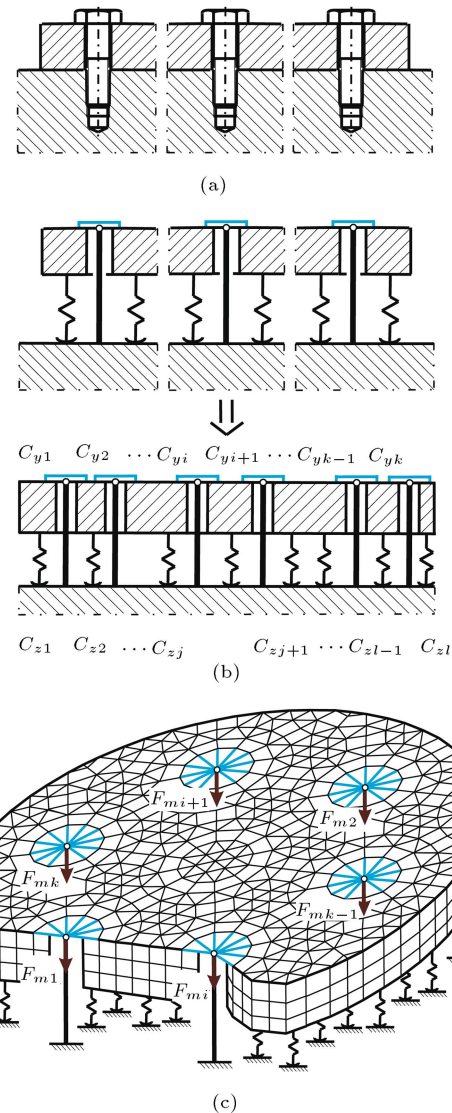 (a)
C_{y1} C_{y2} ⋯ C_{yi} C_{yi+1} ⋯ C_{yk−1} C_{yk}
C_{z1} C_{z2} ⋯ C_{zj} C_{zj+1} ⋯ C_{zl−1} C_{zl}
(b)
F_{mi+1} F_{m2}
F_{mk} F_{mk−1}
F_{m1} F_{mi}
(c)